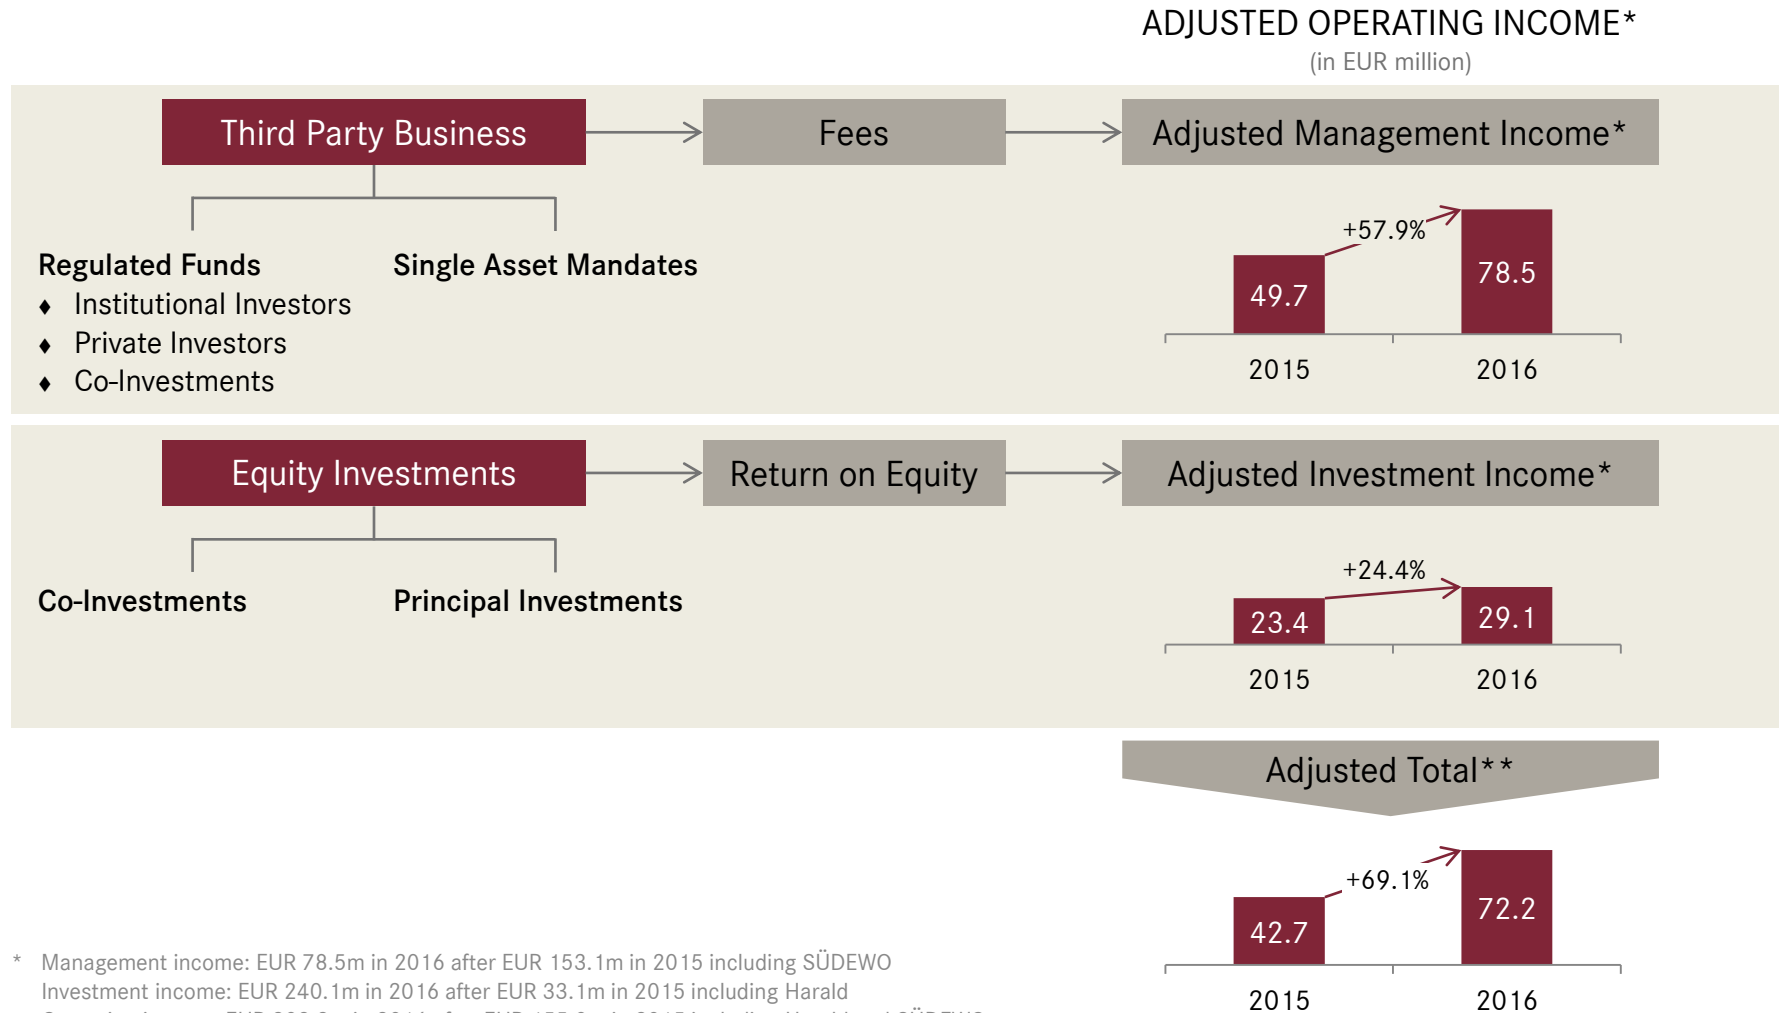 ADJUSTED OPERATING INCOME*
(in EUR million)
Third Party Business
Fees
Adjusted Management Income*
Regulated Funds
♦ Institutional Investors
♦ Private Investors
♦ Co-Investments
Single Asset Mandates
+57.9%
49.7
78.5
2015
2016
Equity Investments
Return on Equity
Adjusted Investment Income*
Co-Investments
Principal Investments
+24.4%
23.4
29.1
2015
2016
Adjusted Total**
+69.1%
42.7
72.2
2015
2016
* Management income: EUR 78.5m in 2016 after EUR 153.1m in 2015 including SÜDEWO
Investment income: EUR 240.1m in 2016 after EUR 33.1m in 2015 including Harald